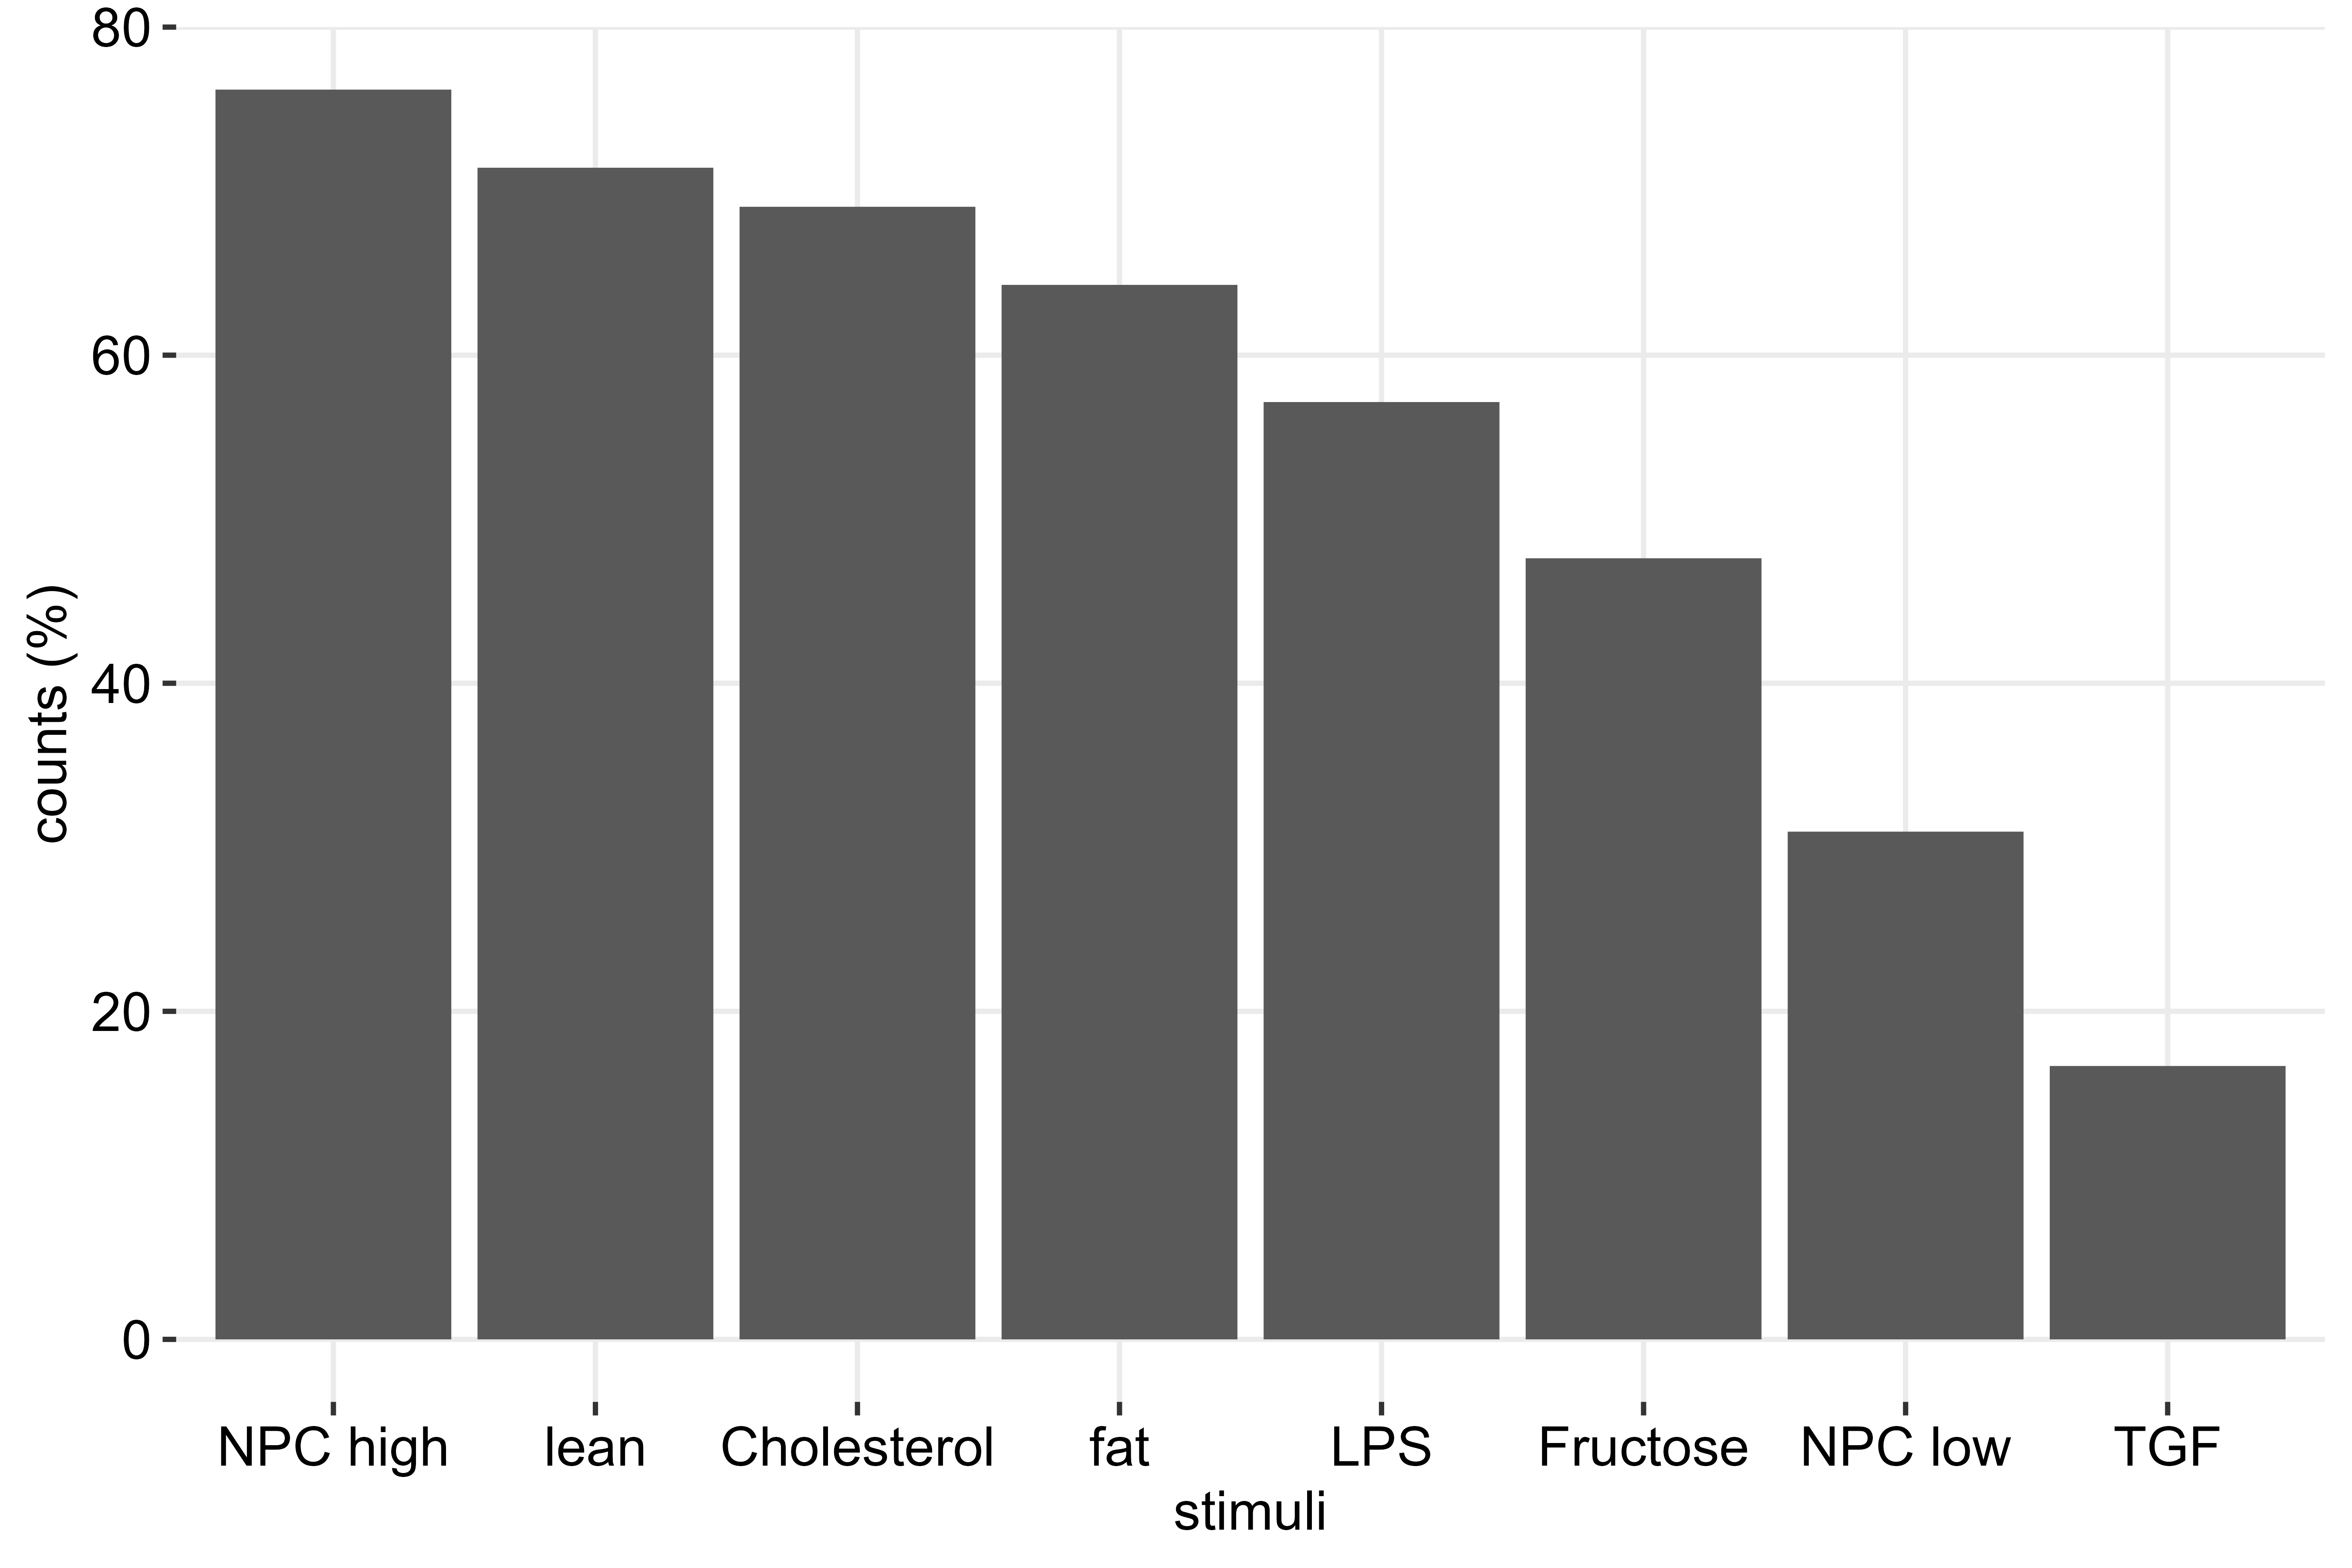 80
60
40
20
0
counts (%)
NPC high lean Cholesterol fat LPS Fructose NPC low TGF
stimuli